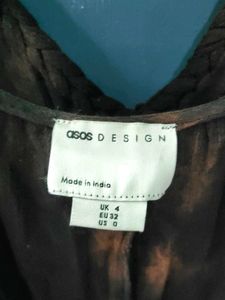 asos DESIGN
Made in India
UK 4
EU 32
US 0